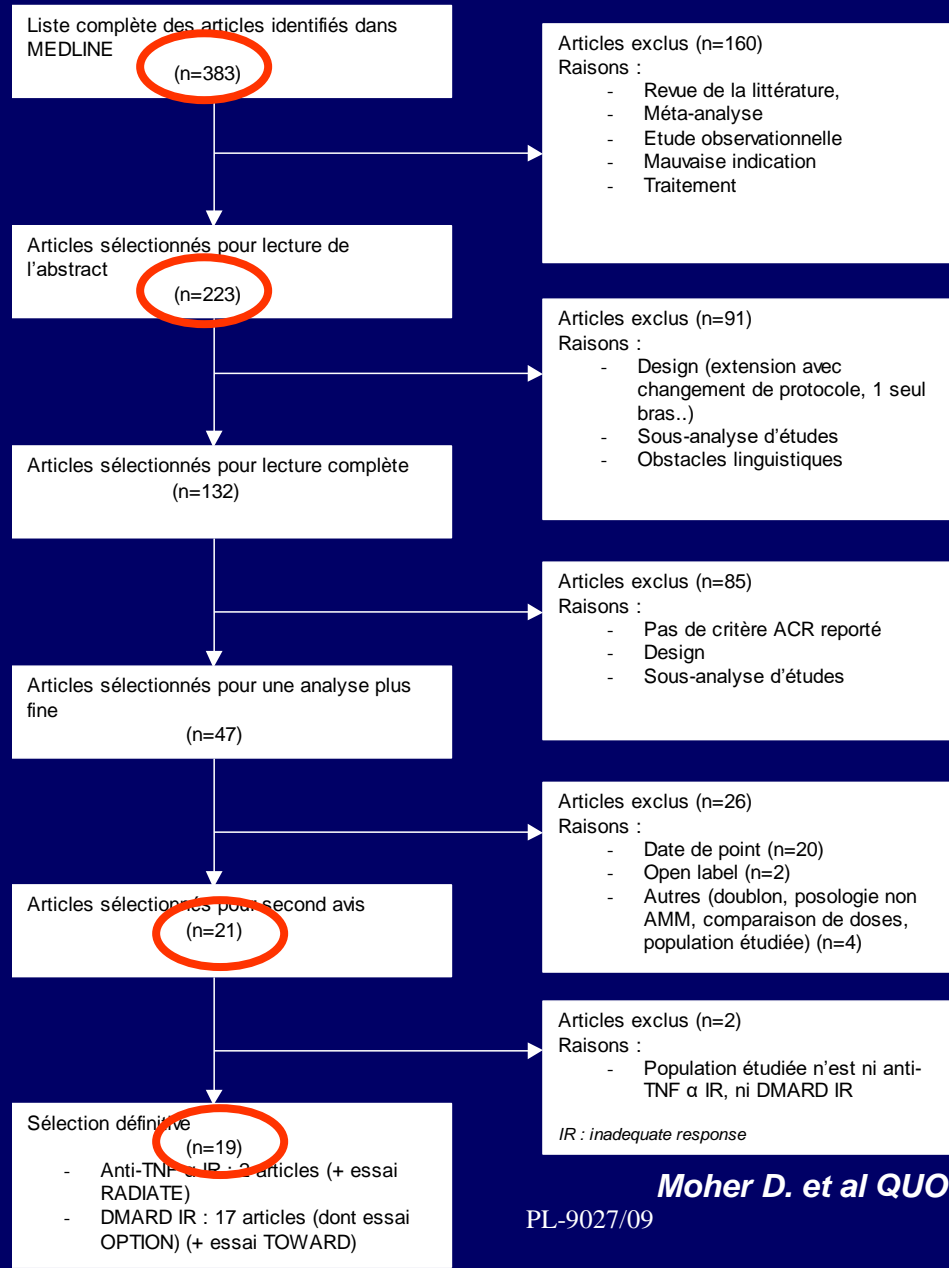 Liste complète des articles identifiés dans
MEDLINE
(n=383)
Articles exclus (n=160)
Raisons :
- Revue de la littérature,
- Méta-analyse
- Etude observationnelle
- Mauvaise indication
- Traitement
Articles sélectionnés pour lecture de
l'abstract
(n=223)
Articles exclus (n=91)
Raisons :
- Design (extension avec
changement de protocole, 1 seul
bras..)
- Sous-analyse d'études
- Obstacles linguistiques
Articles sélectionnés pour lecture complète
(n=132)
Articles exclus (n=85)
Raisons :
- Pas de critère ACR reporté
- Design
- Sous-analyse d'études
Articles sélectionnés pour une analyse plus
fine
(n=47)
Articles exclus (n=26)
Raisons :
- Date de point (n=20)
- Open label (n=2)
- Autres (doublon, posologie non
AMM, comparaison de doses,
population étudiée) (n=4)
Articles sélectionnés pour second avis
(n=21)
Articles exclus (n=2)
Raisons :
- Population étudiée n'est ni anti-
TNF α IR, ni DMARD IR
IR : inadequate response
Sélection définitive
(n=19)
- Anti-TNF α IR : 2 articles (+ essai
RADIATE)
- DMARD IR : 17 articles (dont essai
OPTION) (+ essai TOWARD)
Moher D. et al QUO
PL-9027/09